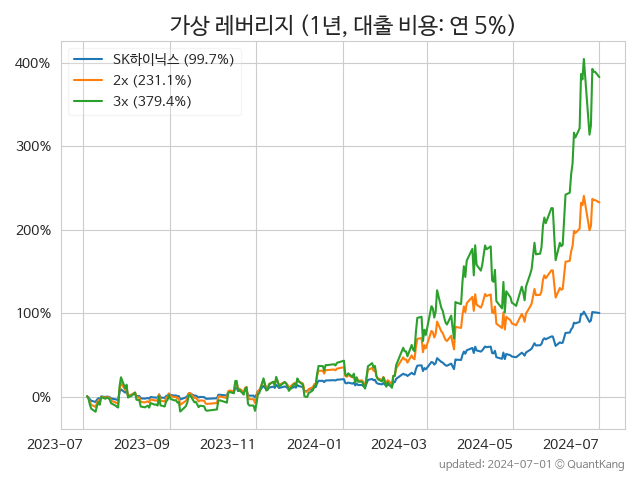 가상 레버리지 (1년, 대출 비용: 연 5%)
SK하이닉스 (99.7%)
2x (231.1%)
3x (379.4%)
400%
300%
200%
100%
0%
2023-07 2023-09 2023-11 2024-01 2024-03 2024-05 2024-07
updated: 2024-07-01 © QuantKang